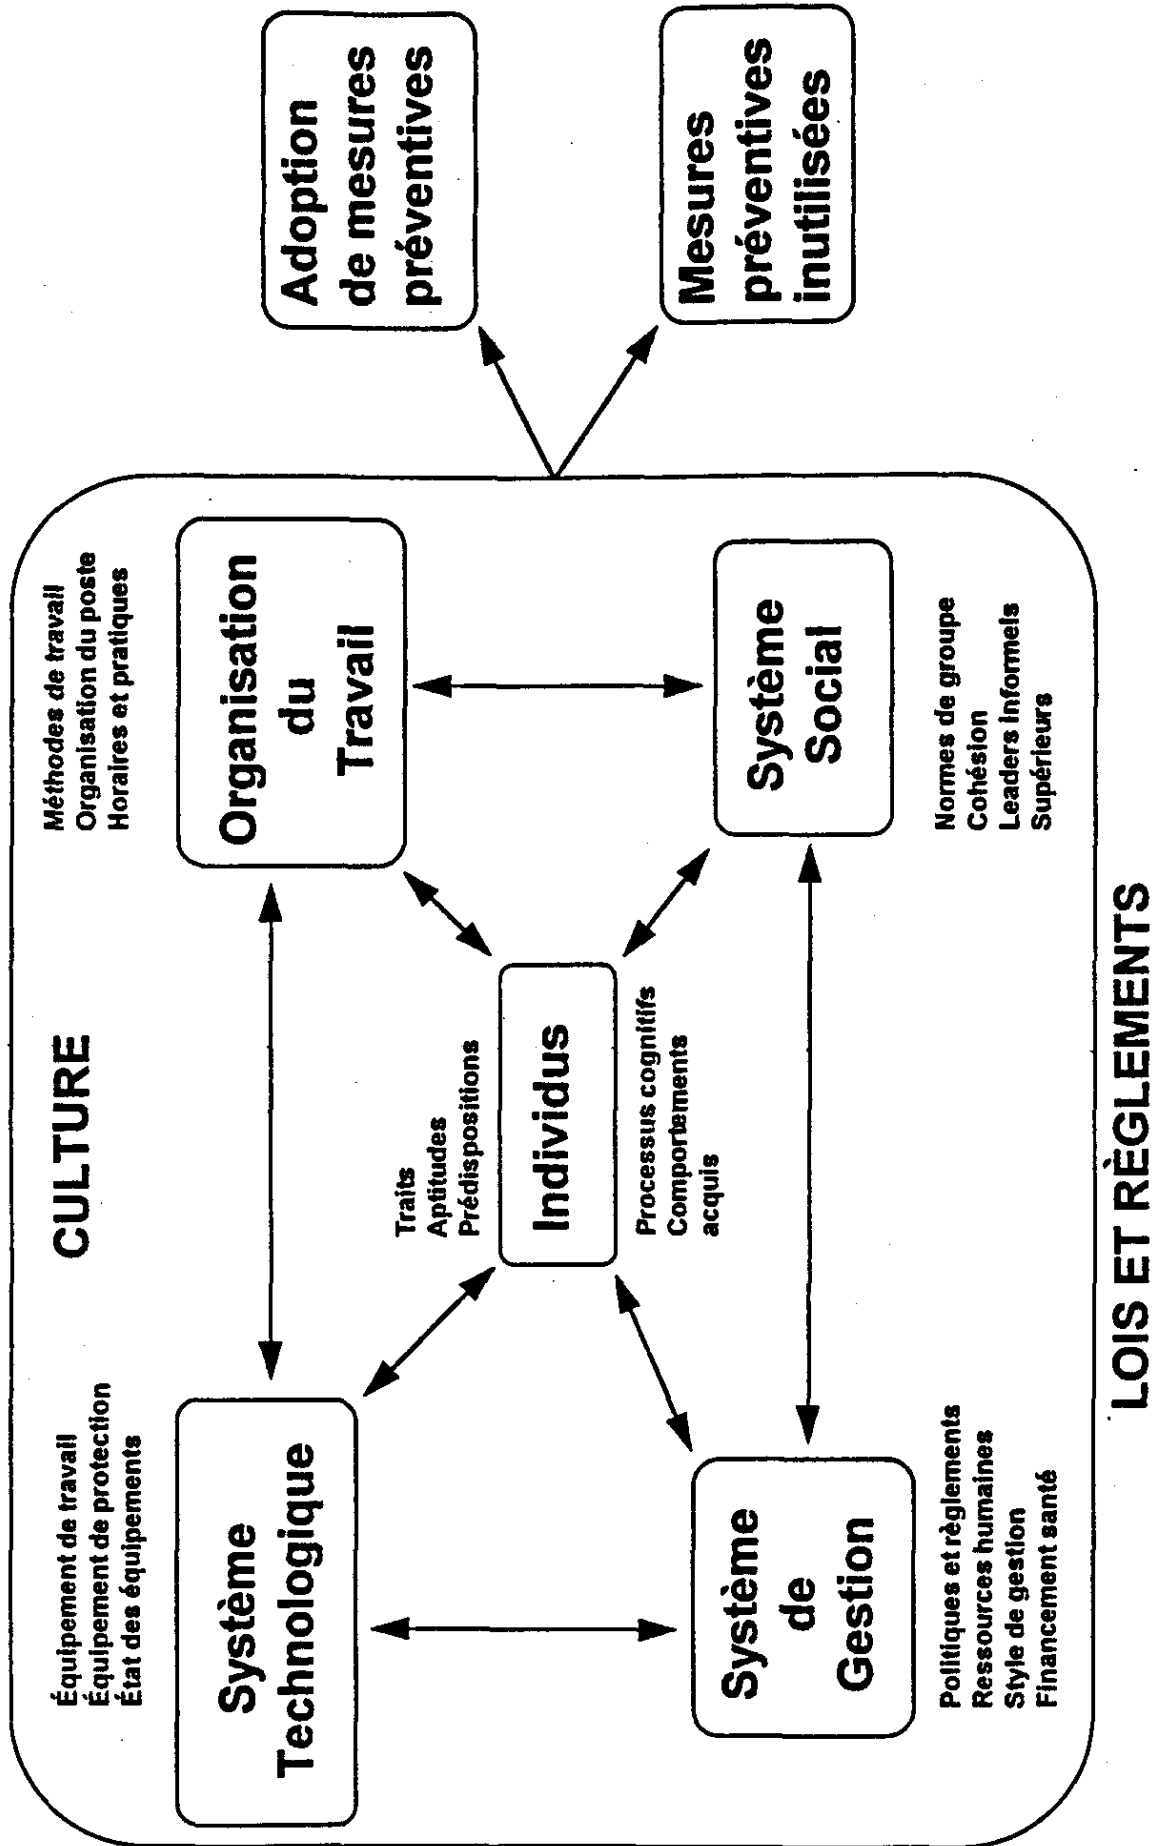 Équipement de travail
Équipement de protection
État des équipements
Système
Technologique
CULTURE
Méthodes de travail
Organisation du poste
Horaires et pratiques
Organisation
du
Travail
Traits
Aptitudes
Prédispositions
Individus
Processus cognitifs
Comportements
acquis
Système
de
Gestion
Politiques et règlements
Ressources humaines
Style de gestion
Financement santé
Système
Social
Normes de groupe
Cohésion
Leaders informels
Supérieurs
Adoption
de mesures
préventives
Mesures
préventives
inutilisées
LOIS ET RÈGLEMENTS